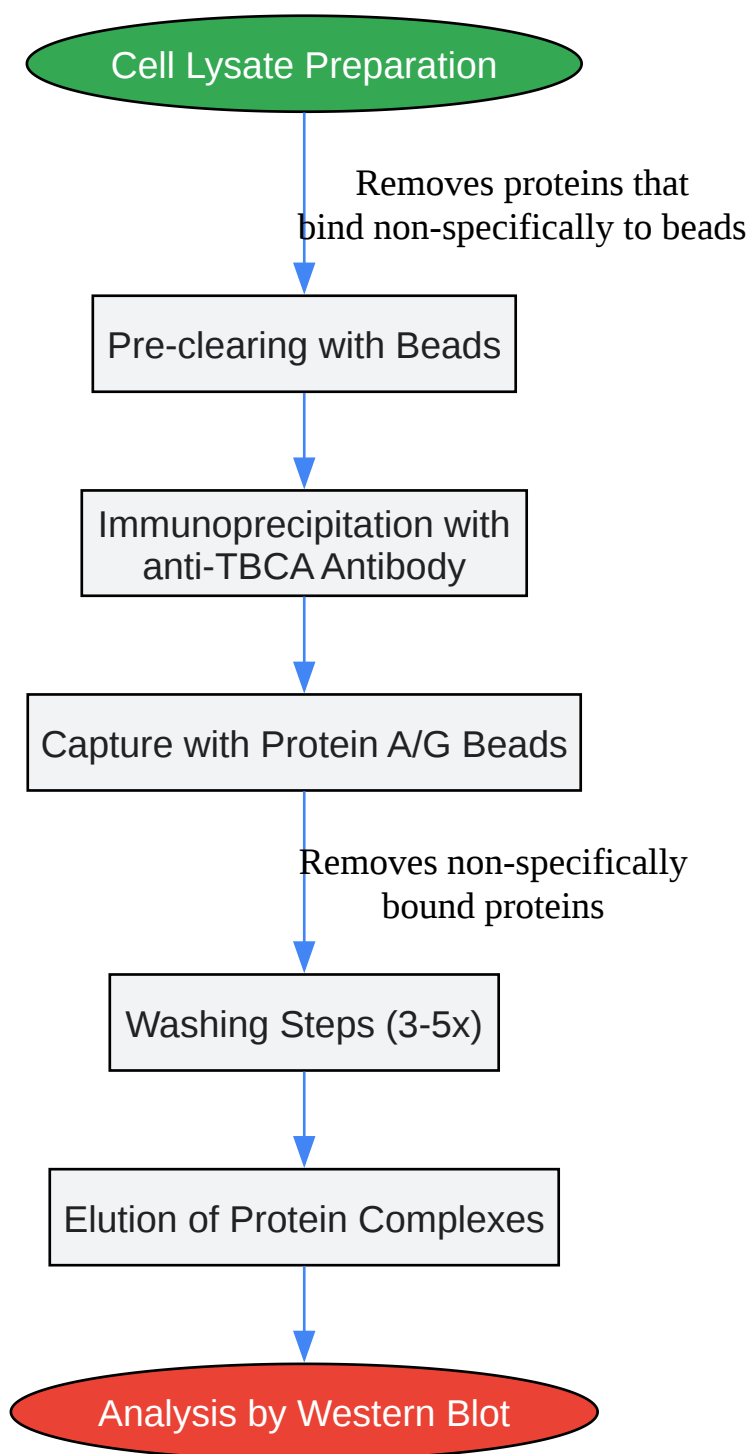 Cell Lysate Preparation
Removes proteins that
bind non-specifically to beads
Pre-clearing with Beads
Immunoprecipitation with
anti-TBCA Antibody
Capture with Protein A/G Beads
Removes non-specifically
bound proteins
Washing Steps (3-5x)
Elution of Protein Complexes
Analysis by Western Blot